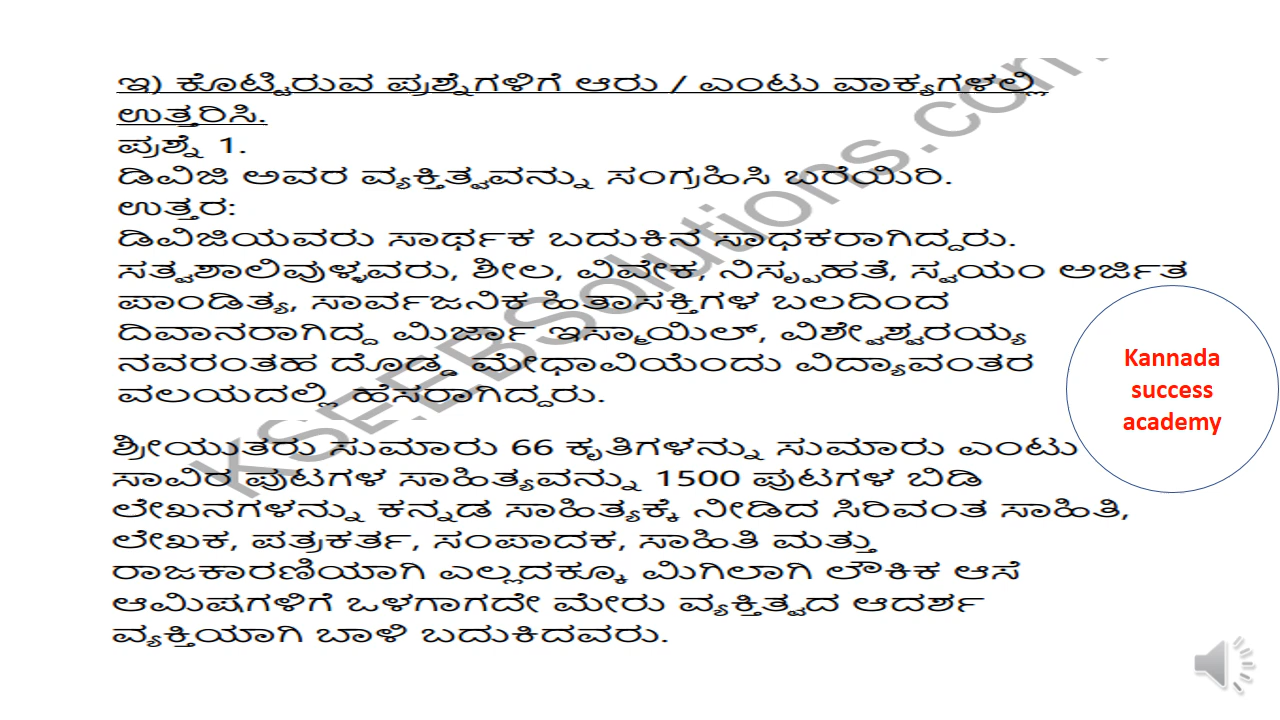 ಇ) ಕೊಟ್ಟಿರುವ ಪ್ರಶ್ನೆಗಳಿಗೆ ಆರು / ಎಂಟು ವಾಕ್ಯಗಳಲ್ಲಿ
ಉತ್ತರಿಸಿ.
ಪ್ರಶ್ನೆ 1.
ಡಿವಿಜಿ ಅವರ ವ್ಯಕ್ತಿತ್ವವನ್ನು ಸಂಗ್ರಹಿಸಿ ಬರೆಯಿರಿ.
ಉತ್ತರ:
ಡಿವಿಜಿಯವರು ಸಾರ್ಥಕ ಬದುಕಿನ ಸಾಧಕರಾಗಿದ್ದರು.
ಸತ್ವಶಾಲಿವುಳ್ಳವರು, ಶೀಲ, ವಿವೇಕ, ನಿಸ್ಪೃಹತೆ, ಸ್ವಯಂ ಅರ್ಜಿತ
ಪಾಂಡಿತ್ಯ, ಸಾರ್ವಜನಿಕ ಹಿತಾಸಕ್ತಿಗಳ ಬಲದಿಂದ
ದಿವಾನರಾಗಿದ್ದ ಮಿರ್ಜಾ ಇಸ್ಮಾಯಿಲ್, ವಿಶ್ವೇಶ್ವರಯ್ಯ
ನವರಂತಹ ದೊಡ್ಡ ಮೇಧಾವಿಯೆಂದು ವಿದ್ಯಾವಂತರ
ವಲಯದಲ್ಲಿ ಹೆಸರಾಗಿದ್ದರು.
ಶ್ರೀಯುತರು ಸುಮಾರು 66 ಕೃತಿಗಳನ್ನು ಸುಮಾರು ಎಂಟು
ಸಾವಿರ ಪುಟಗಳ ಸಾಹಿತ್ಯವನ್ನು 1500 ಪುಟಗಳ ಬಿಡಿ
ಲೇಖನಗಳನ್ನು ಕನ್ನಡ ಸಾಹಿತ್ಯಕ್ಕೆ ನೀಡಿದ ಸಿರಿವಂತ ಸಾಹಿತಿ,
ಲೇಖಕ, ಪತ್ರಕರ್ತ, ಸಂಪಾದಕ, ಸಾಹಿತಿ ಮತ್ತು
ರಾಜಕಾರಣಿಯಾಗಿ ಎಲ್ಲದಕ್ಕೂ ಮಿಗಿಲಾಗಿ ಲೌಕಿಕ ಆಸೆ
ಆಮಿಷಗಳಿಗೆ ಒಳಗಾಗದೇ ಮೇರು ವ್ಯಕ್ತಿತ್ವದ ಆದರ್ಶ
ವ್ಯಕ್ತಿಯಾಗಿ ಬಾಳಿ ಬದುಕಿದವರು.
Kannada
success
academy
KSEEBSolutions.com